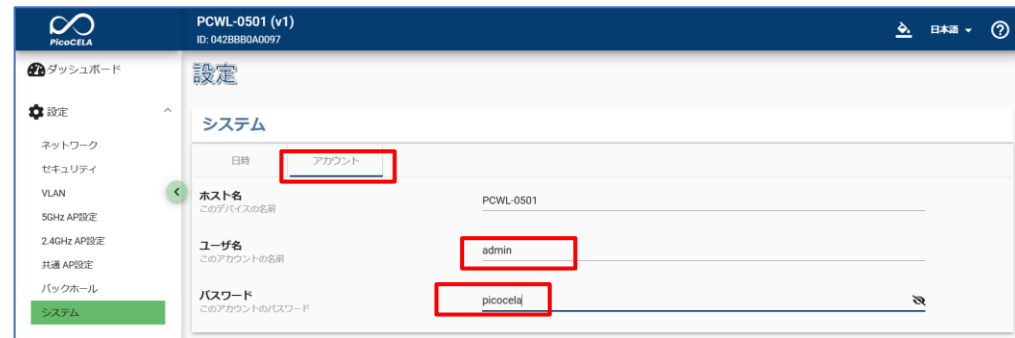 PicoCELA
PCWL-0501 (v1)
ID: 042BBB0A0097
日本語
ダッシュボード
設定
ネットワーク
セキュリティ
VLAN
5GHz AP設定
2.4GHz AP設定
共通 AP設定
バックホール
システム
設定
システム
日時 アカウント
ホスト名 PCWL-0501
このデバイスの名前
ユーザ名 admin
このアカウントの名前
パスワード picocela
このアカウントのパスワード